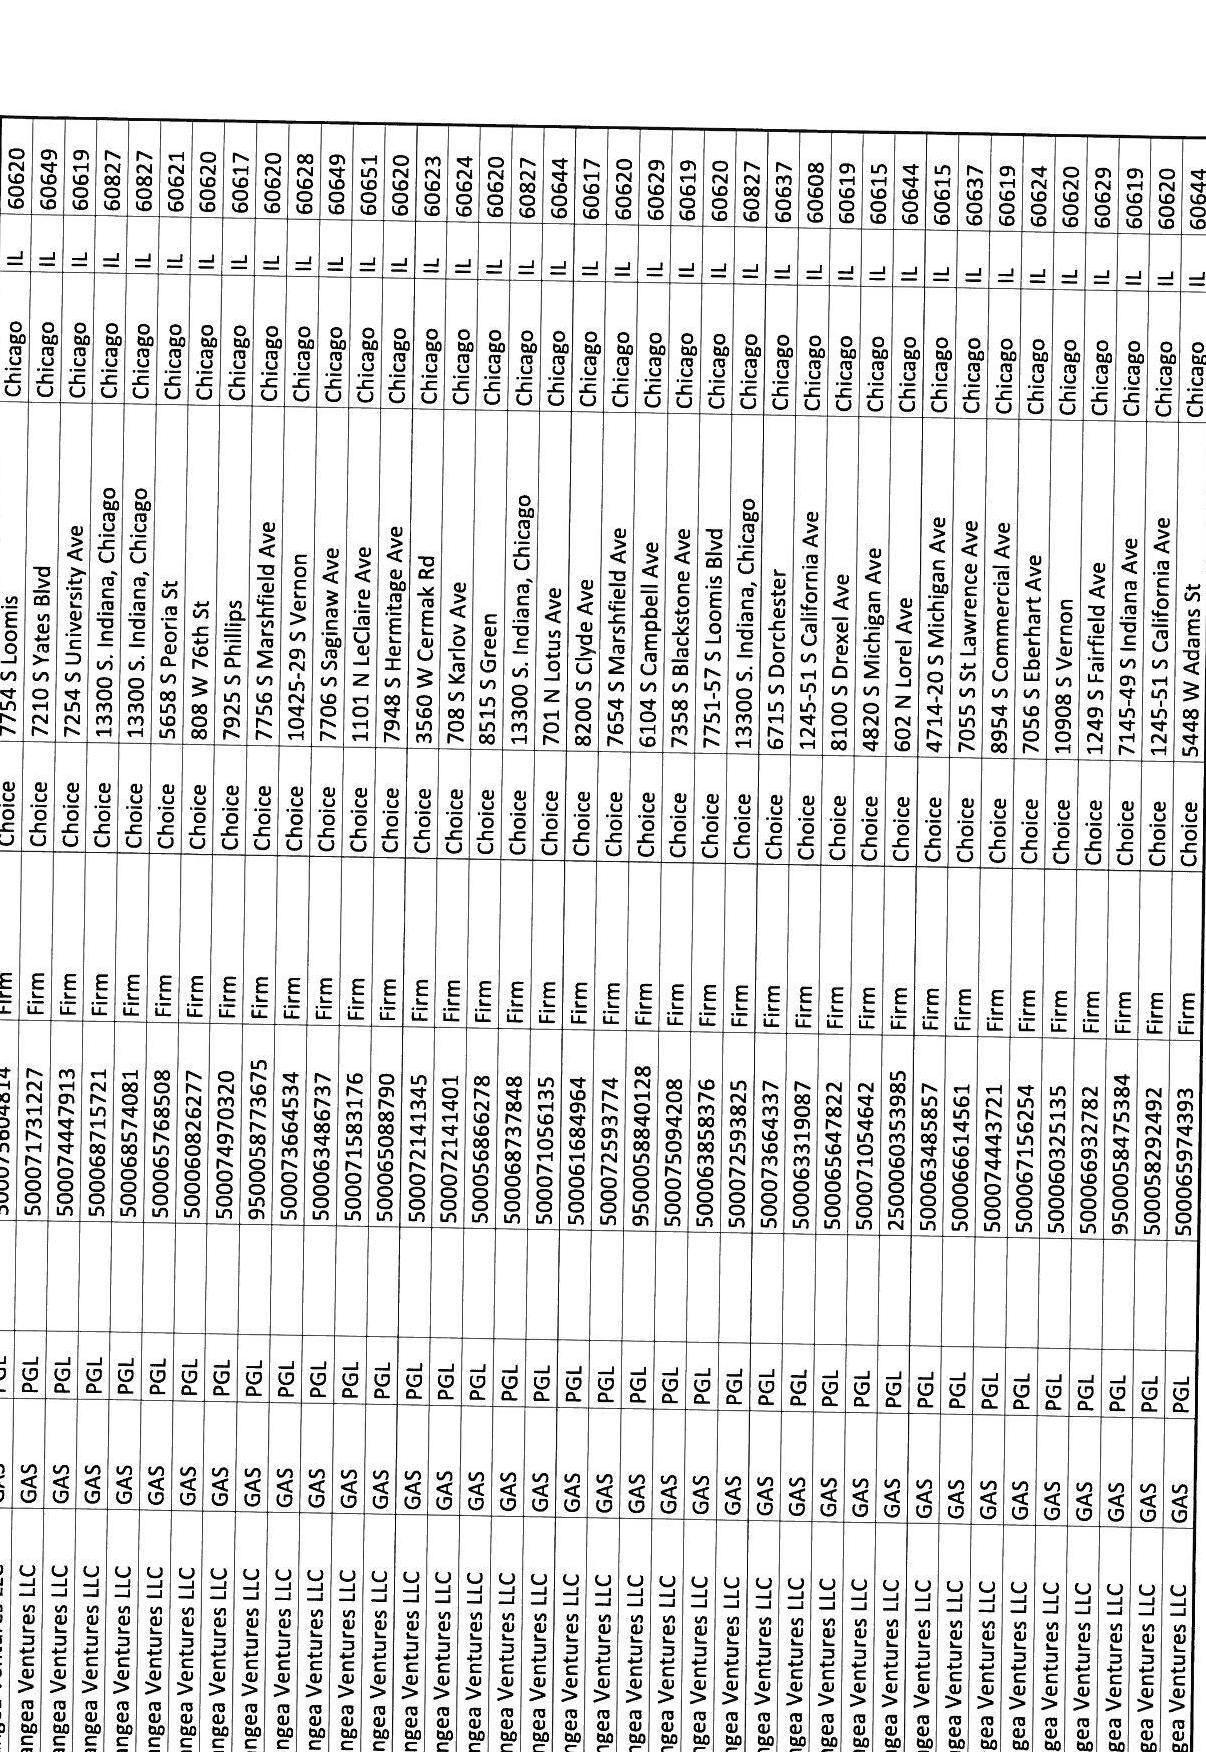 Choice 7754 S Loomis Chicago IL 60620
angea Ventures LLC GAS PGL 500071731227 Firm Choice 7210 S Yates Blvd Chicago IL 60649
angea Ventures LLC GAS PGL 500074447913 Firm Choice 7254 S University Ave Chicago IL 60619
angea Ventures LLC GAS PGL 500068715721 Firm Choice 13300 S. Indiana, Chicago Chicago IL 60827
angea Ventures LLC GAS PGL 500068574081 Firm Choice 13300 S. Indiana, Chicago Chicago IL 60827
angea Ventures LLC GAS PGL 500065768508 Firm Choice 5658 S Peoria St Chicago IL 60621
angea Ventures LLC GAS PGL 500060826277 Firm Choice 808 W 76th St Chicago IL 60620
angea Ventures LLC GAS PGL 500074970320 Firm Choice 7925 S Phillips Chicago IL 60617
ngea Ventures LLC GAS PGL 9500058773675 Firm Choice 7756 S Marshfield Ave Chicago IL 60620
ngea Ventures LLC GAS PGL 500073664534 Firm Choice 10425-29 S Vernon Chicago IL 60628
ngea Ventures LLC GAS PGL 500063486737 Firm Choice 7706 S Saginaw Ave Chicago IL 60649
ngea Ventures LLC GAS PGL 500071583176 Firm Choice 1101 N LeClaire Ave Chicago IL 60651
ngea Ventures LLC GAS PGL 500065088790 Firm Choice 7948 S Hermitage Ave Chicago IL 60620
ngea Ventures LLC GAS PGL 500072141345 Firm Choice 3560 W Cermak Rd Chicago IL 60623
ngea Ventures LLC GAS PGL 500072141401 Firm Choice 708 S Karlov Ave Chicago IL 60624
ngea Ventures LLC GAS PGL 500056866278 Firm Choice 8515 S Green Chicago IL 60620
ngea Ventures LLC GAS PGL 500068737848 Firm Choice 13300 S. Indiana, Chicago Chicago IL 60827
ngea Ventures LLC GAS PGL 500071056135 Firm Choice 701 N Lotus Ave Chicago IL 60644
ngea Ventures LLC GAS PGL 500061684964 Firm Choice 8200 S Clyde Ave Chicago IL 60617
ngea Ventures LLC GAS PGL 500072593774 Firm Choice 7654 S Marshfield Ave Chicago IL 60620
ngea Ventures LLC GAS PGL 9500058840128 Firm Choice 6104 S Campbell Ave Chicago IL 60629
ngea Ventures LLC GAS PGL 500075094208 Firm Choice 7358 S Blackstone Ave Chicago IL 60619
ngea Ventures LLC GAS PGL 500063858376 Firm Choice 7751-57 S Loomis Blvd Chicago IL 60620
ngea Ventures LLC GAS PGL 500072593825 Firm Choice 13300 S. Indiana, Chicago Chicago IL 60827
ngea Ventures LLC GAS PGL 500073664337 Firm Choice 6715 S Dorchester Chicago IL 60637
ngea Ventures LLC GAS PGL 500063319087 Firm Choice 1245-51 S California Ave Chicago IL 60608
ngea Ventures LLC GAS PGL 500065647822 Firm Choice 8100 S Drexel Ave Chicago IL 60619
ngea Ventures LLC GAS PGL 500071054642 Firm Choice 4820 S Michigan Ave Chicago IL 60615
ngea Ventures LLC GAS PGL 2500060353985 Firm Choice 602 N Lorel Ave Chicago IL 60644
ngea Ventures LLC GAS PGL 500063485857 Firm Choice 4714-20 S Michigan Ave Chicago IL 60615
ngea Ventures LLC GAS PGL 500066614561 Firm Choice 7055 S St Lawrence Ave Chicago IL 60637
ngea Ventures LLC GAS PGL 500074443721 Firm Choice 8954 S Commercial Ave Chicago IL 60619
ngea Ventures LLC GAS PGL 500067156254 Firm Choice 7056 S Eberhart Ave Chicago IL 60624
gea Ventures LLC GAS PGL 500060325135 Firm Choice 10908 S Vernon Chicago IL 60620
gea Ventures LLC GAS PGL 500066932782 Firm Choice 1249 S Fairfield Ave Chicago IL 60629
gea Ventures LLC GAS PGL 9500058475384 Firm Choice 7145-49 S Indiana Ave Chicago IL 60619
gea Ventures LLC GAS PGL 500058292492 Firm Choice 1245-51 S California Ave Chicago IL 60620
gea Ventures LLC GAS PGL 500065974393 Firm Choice 5448 W Adams St Chicago IL 60644